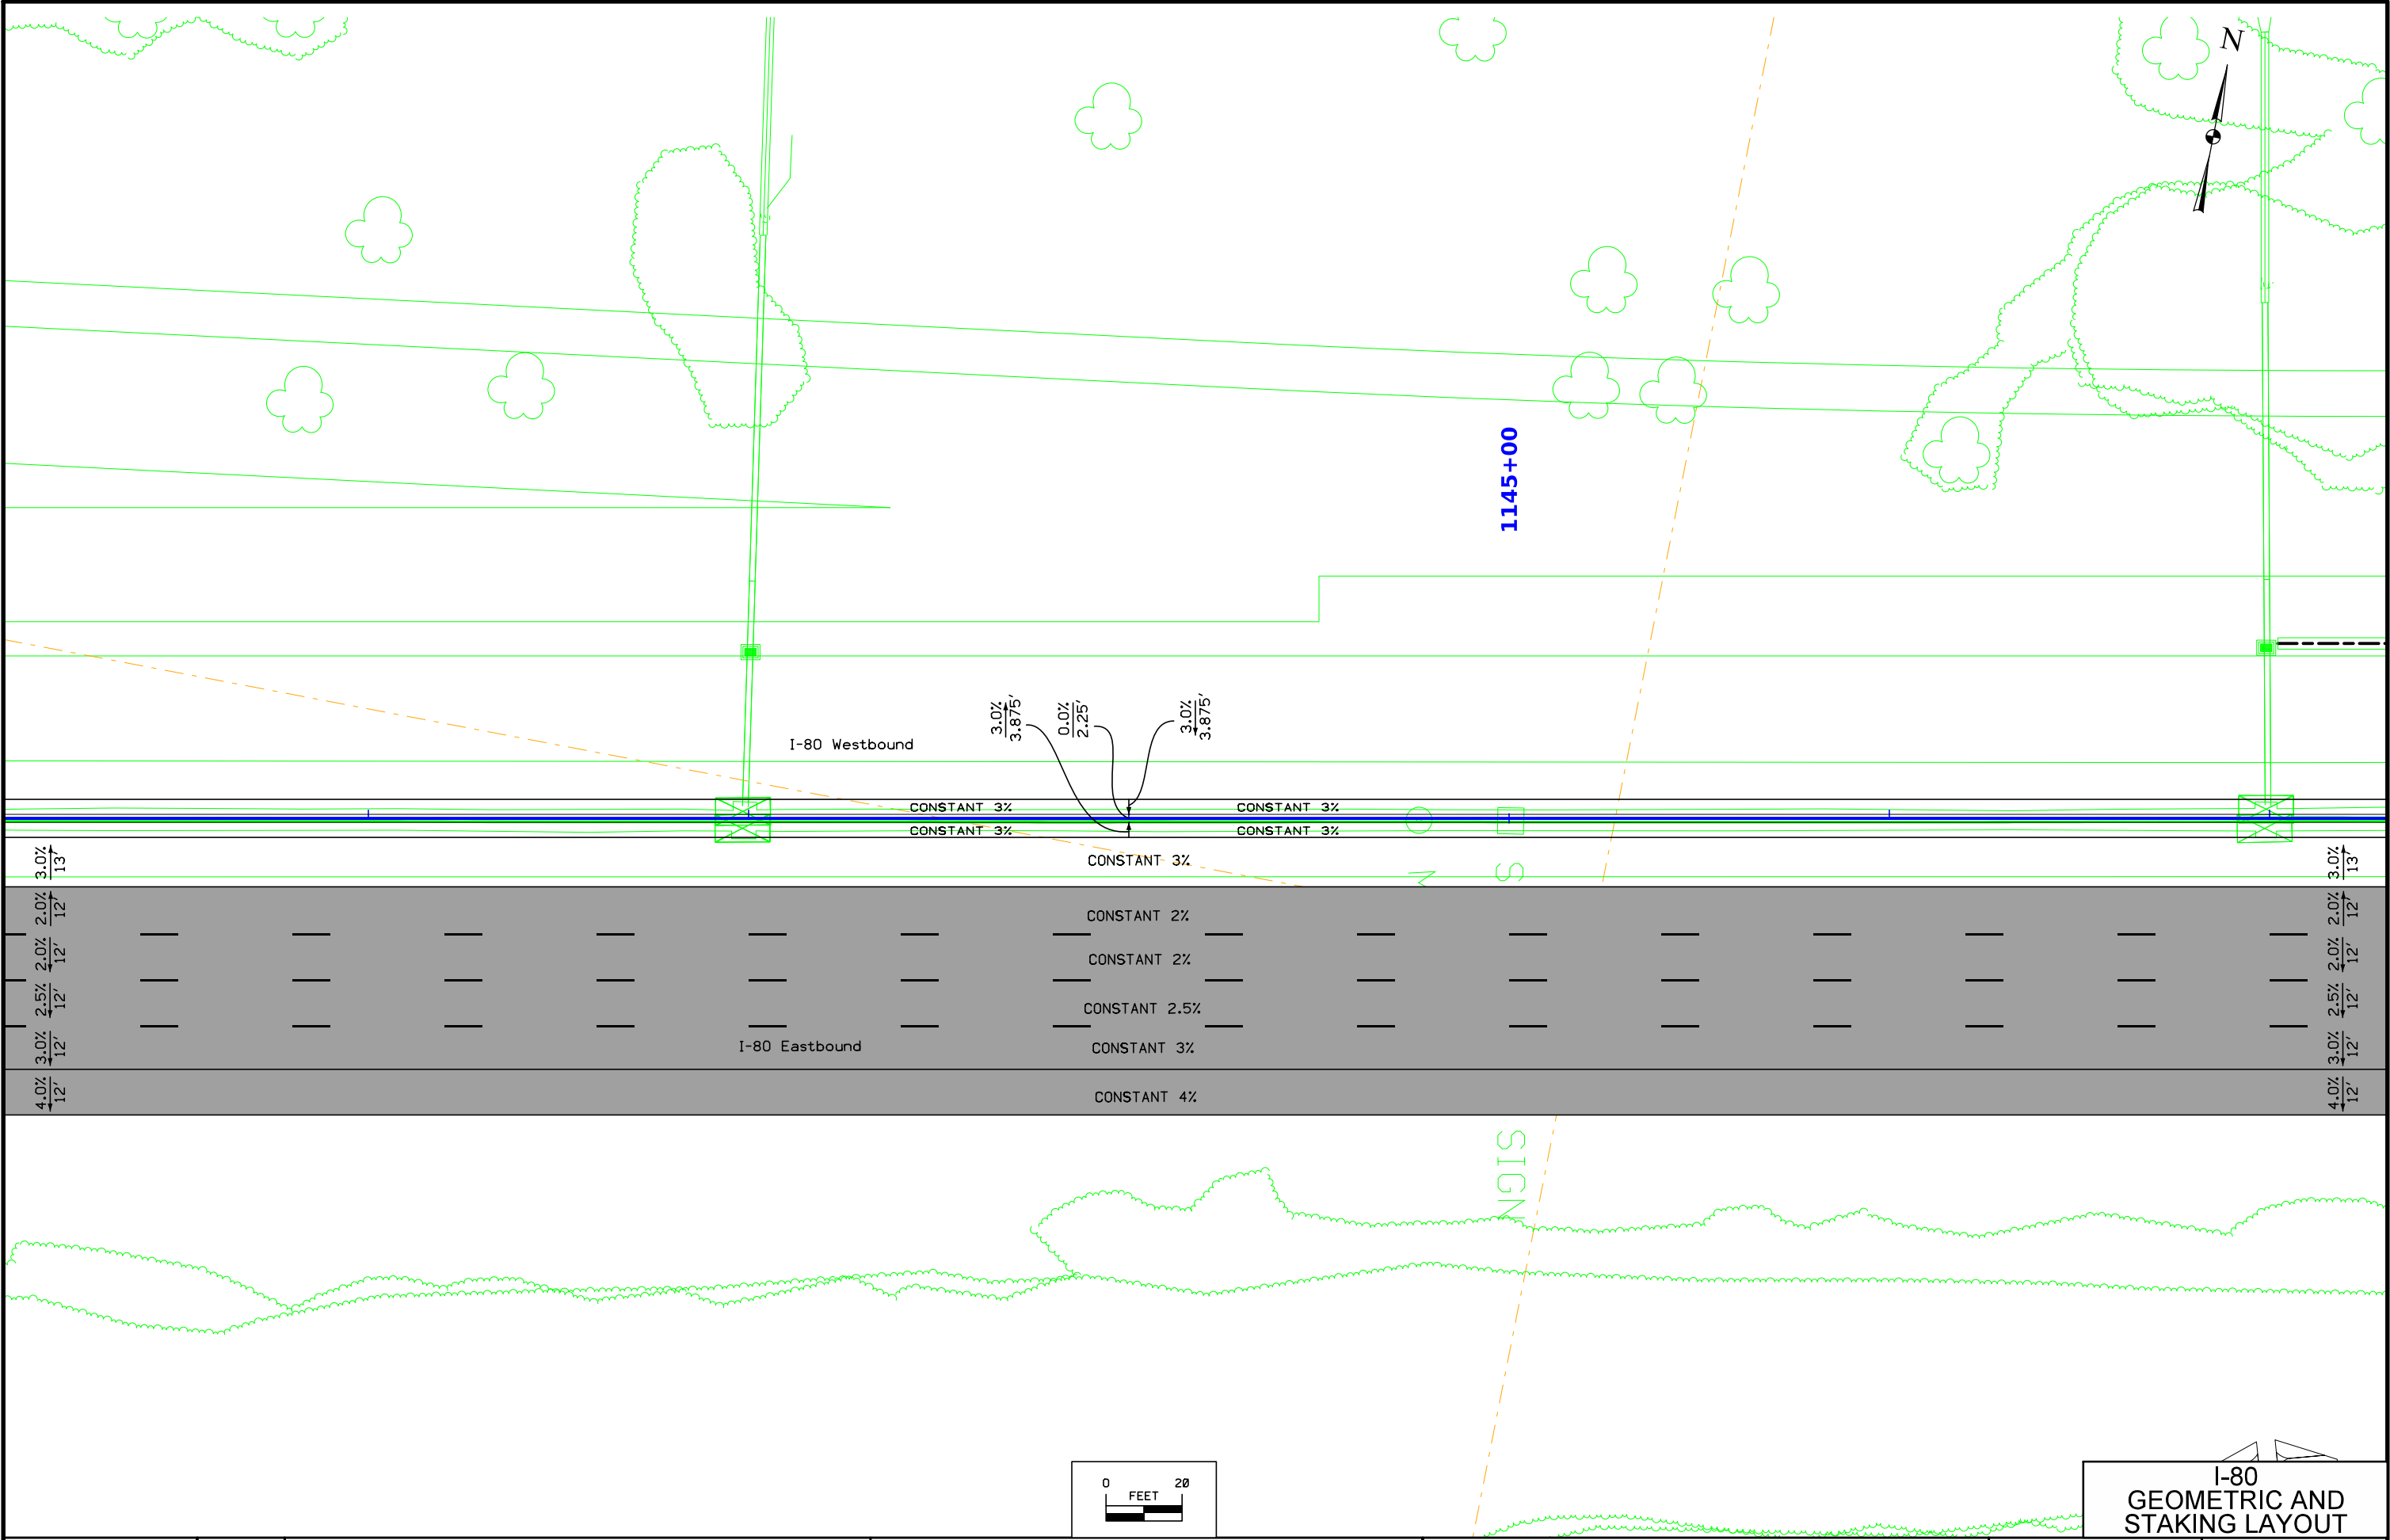 N
1145+00
3.0%
3.875'
0.0%
2.25'
3.0%
3.875'
I-80 Westbound
CONSTANT 3% CONSTANT 3%
CONSTANT 3% CONSTANT 3%
3.0%
13'
CONSTANT 3%
S
3.0%
13'
2.0%
12'
CONSTANT 2%
2.0%
12'
2.0%
12'
CONSTANT 2%
2.0%
12'
2.5%
12'
CONSTANT 2.5%
2.5%
12'
3.0%
12'
I-80 Eastbound
CONSTANT 3%
3.0%
12'
4.0%
12'
CONSTANT 4%
4.0%
12'
SIGN
0 20
FEET
I-80
GEOMETRIC AND
STAKING LAYOUT